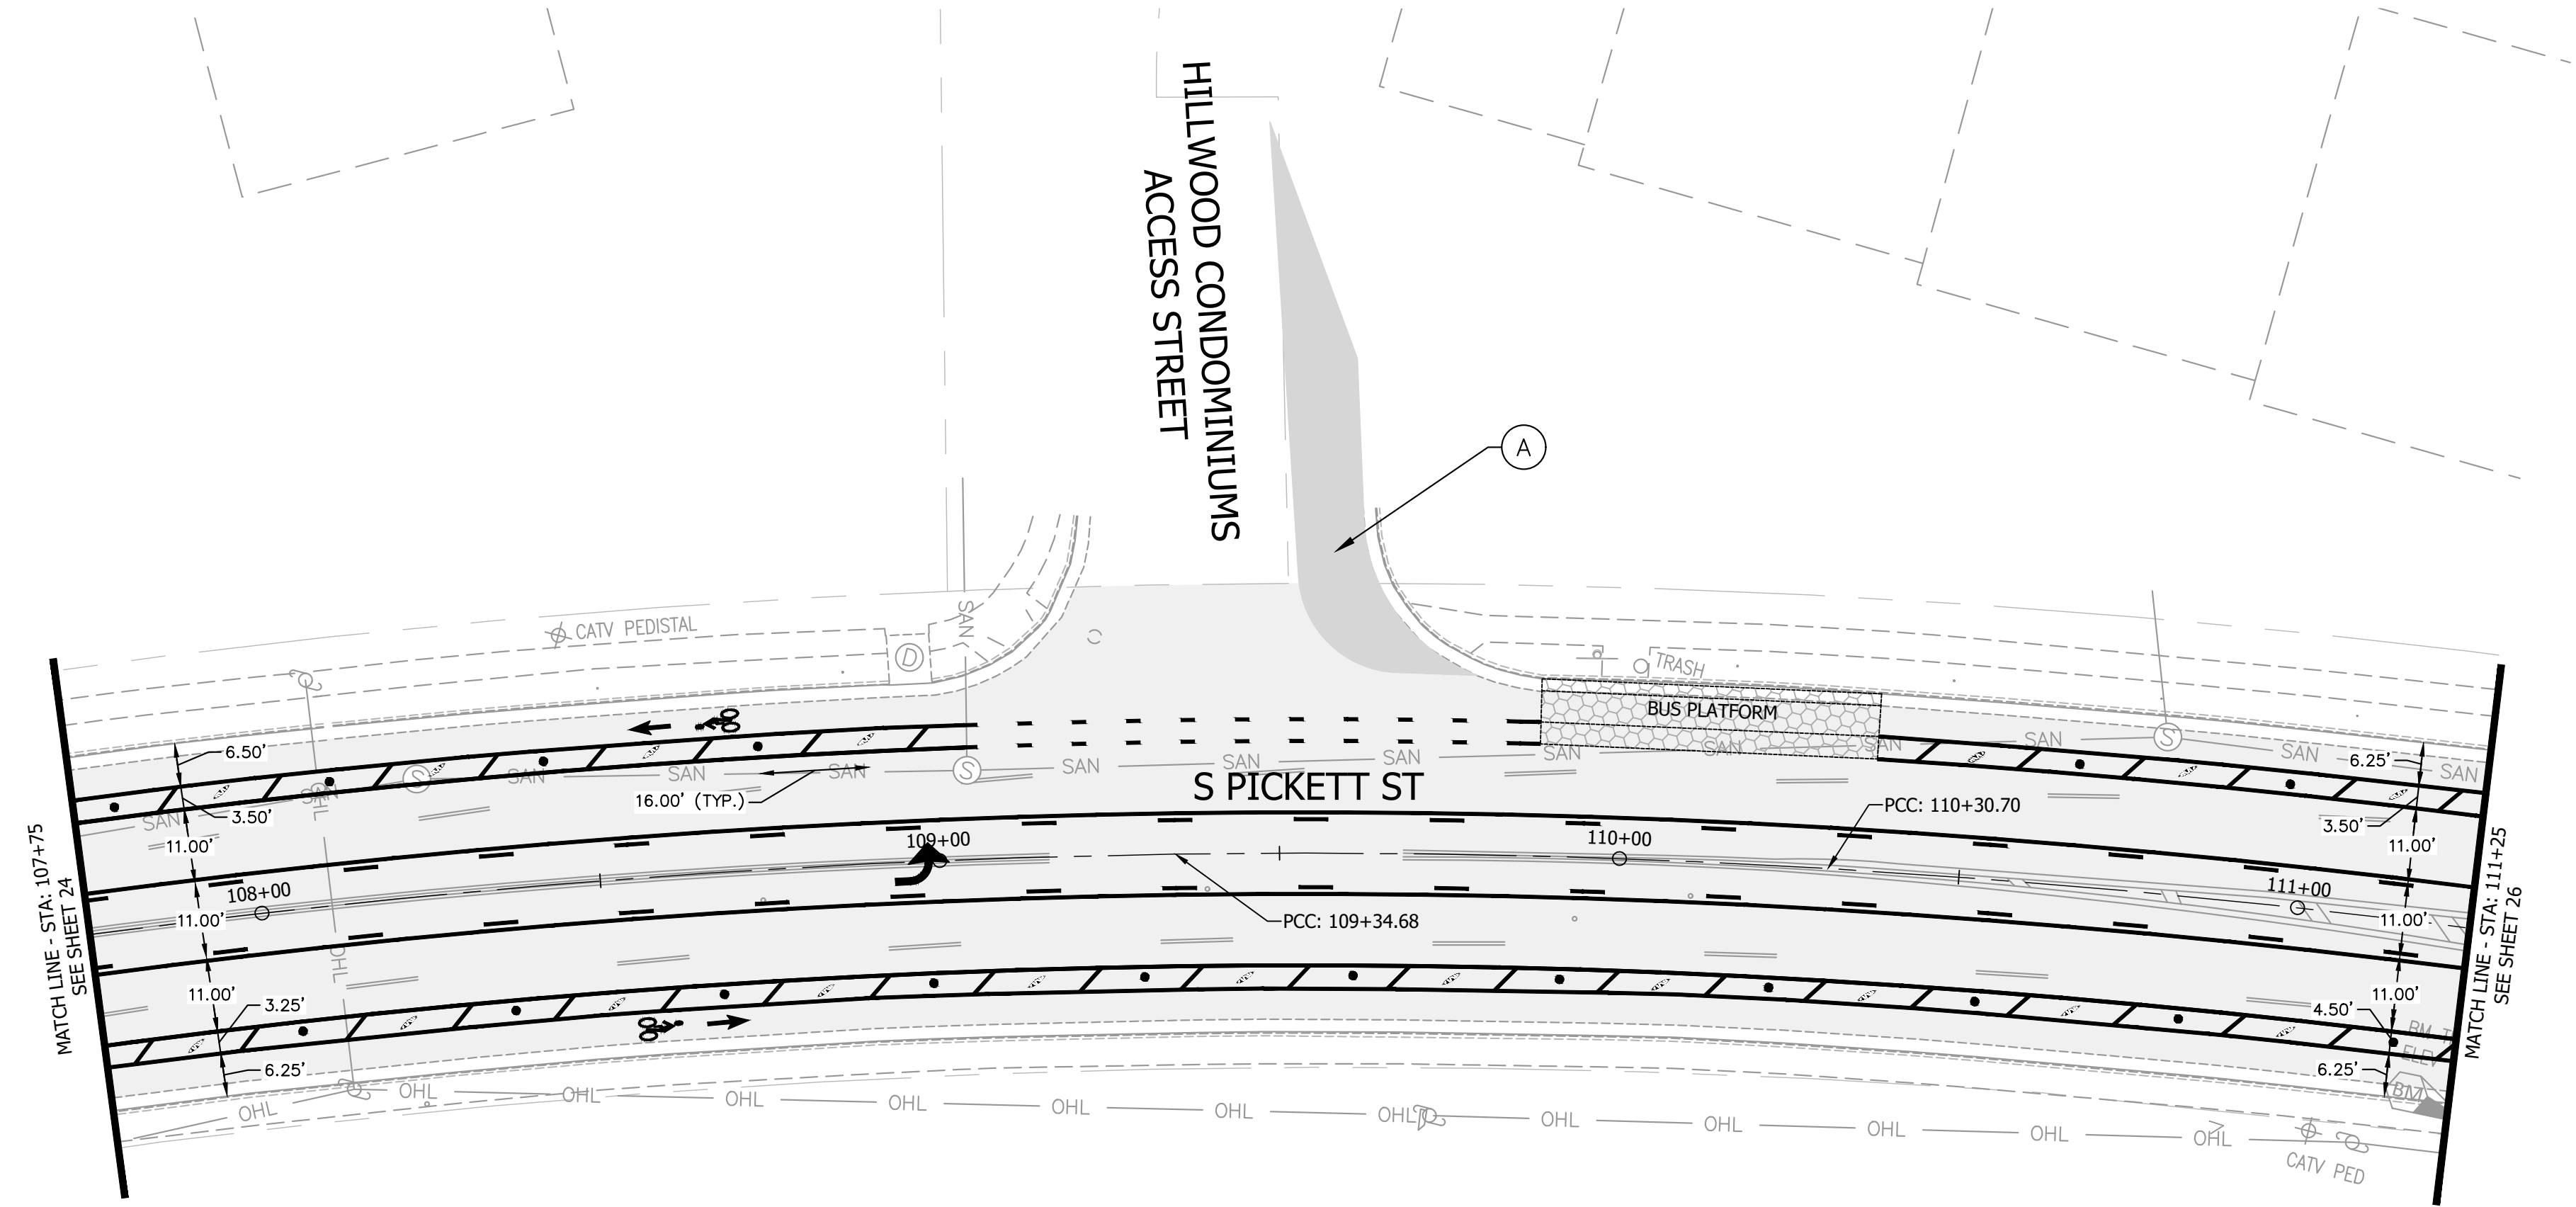 HILLWOOD CONDOMINIUMS
ACCESS STREET
A
CATV PEDISTAL
SAN
D
TRASH
BUS PLATFORM
6.50'
3.50'
11.00'
11.00'
11.00'
3.25'
6.25'
OHL
OHL
SAN
SAN
S
SAN
SAN
SAN
S
SAN
SAN
SAN
SAN
SAN
SAN
SAN
S
SAN
SAN
16.00' (TYP.)
S PICKETT ST
PCC: 110+30.70
108+00
109+00
110+00
111+00
PCC: 109+34.68
6.25'
3.50'
11.00'
11.00'
11.00'
4.50'
6.25'
BM
ELEV
BM
MATCH LINE - STA: 107+75
SEE SHEET 24
MATCH LINE - STA: 111+25
SEE SHEET 26
OHL
OHL
OHL
OHL
OHL
OHL
OHL
OHL
OHL
OHL
OHL
OHL
OHL
CATV PED